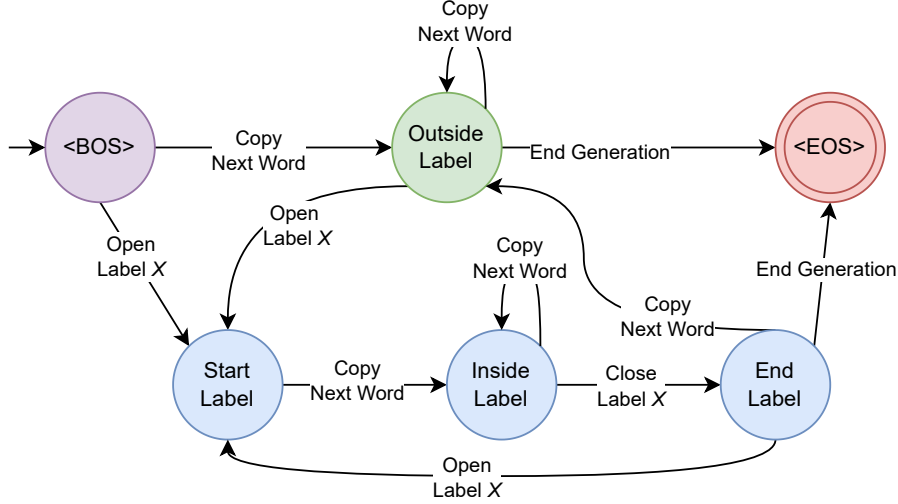 Copy
Next Word
<BOS>
Copy
Next Word
Outside
Label
End Generation
<EOS>
Open
Label X
Open
Label X
Copy
Next Word
End Generation
Copy
Next Word
Start
Label
Copy
Next Word
Inside
Label
Close
Label X
End
Label
Open
Label X